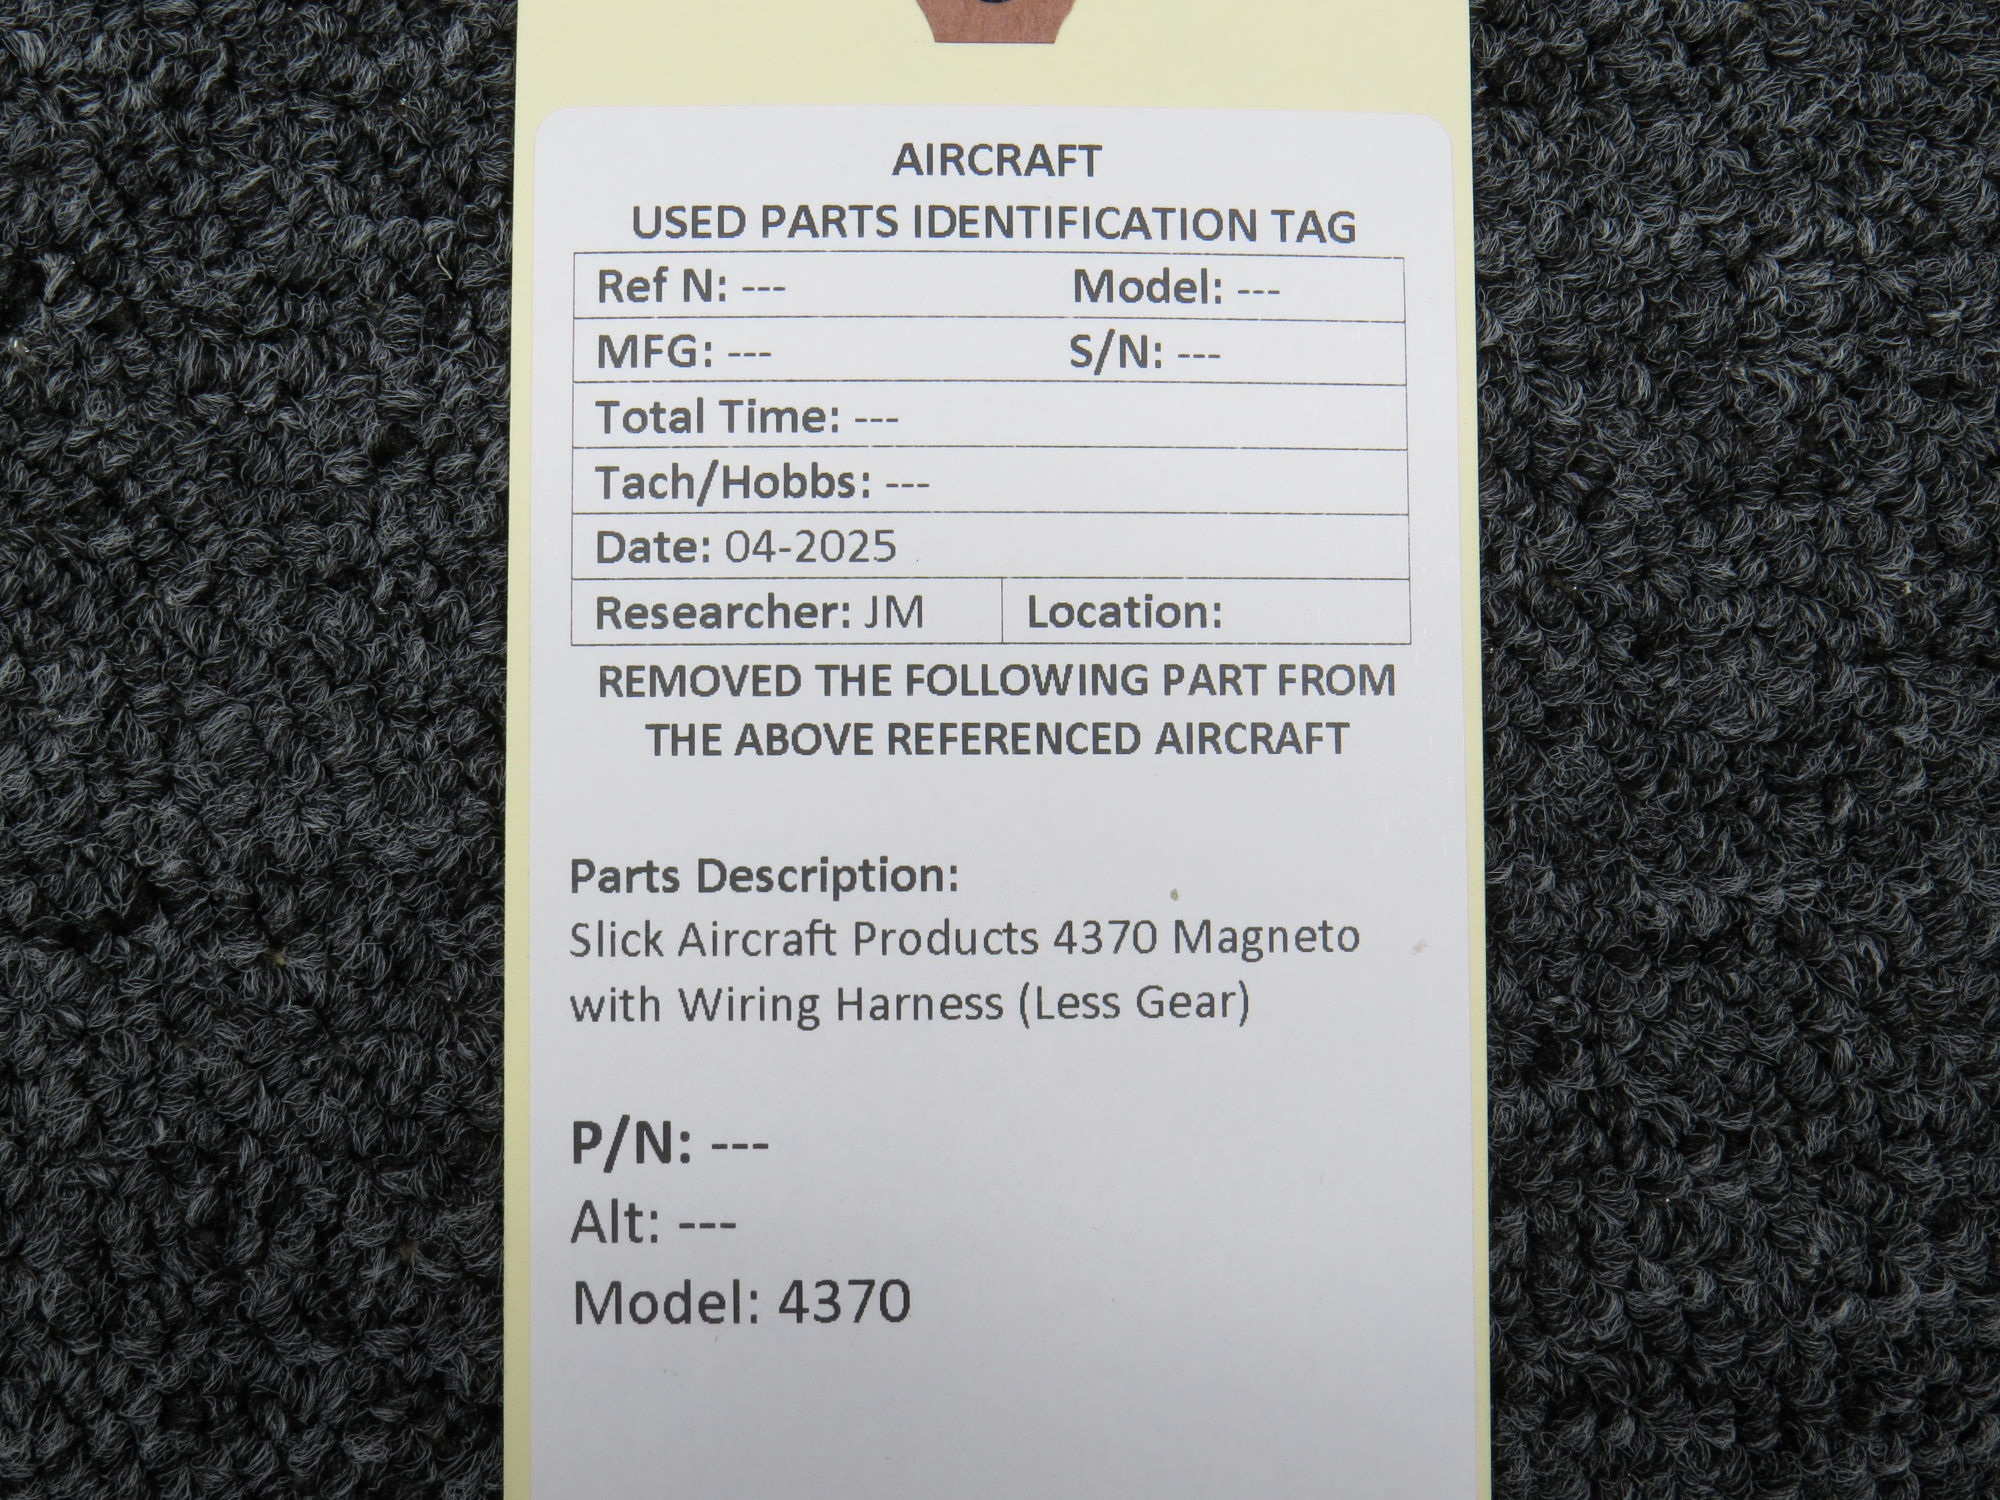 AIRCRAFT
USED PARTS IDENTIFICATION TAG
Ref N: --- Model: ---
MFG: --- S/N: ---
Total Time: ---
Tach/Hobbs: ---
Date: 04-2025
Researcher: JM Location:
REMOVED THE FOLLOWING PART FROM
THE ABOVE REFERENCED AIRCRAFT
Parts Description:
Slick Aircraft Products 4370 Magneto
with Wiring Harness (Less Gear)
P/N: ---
Alt: ---
Model: 4370